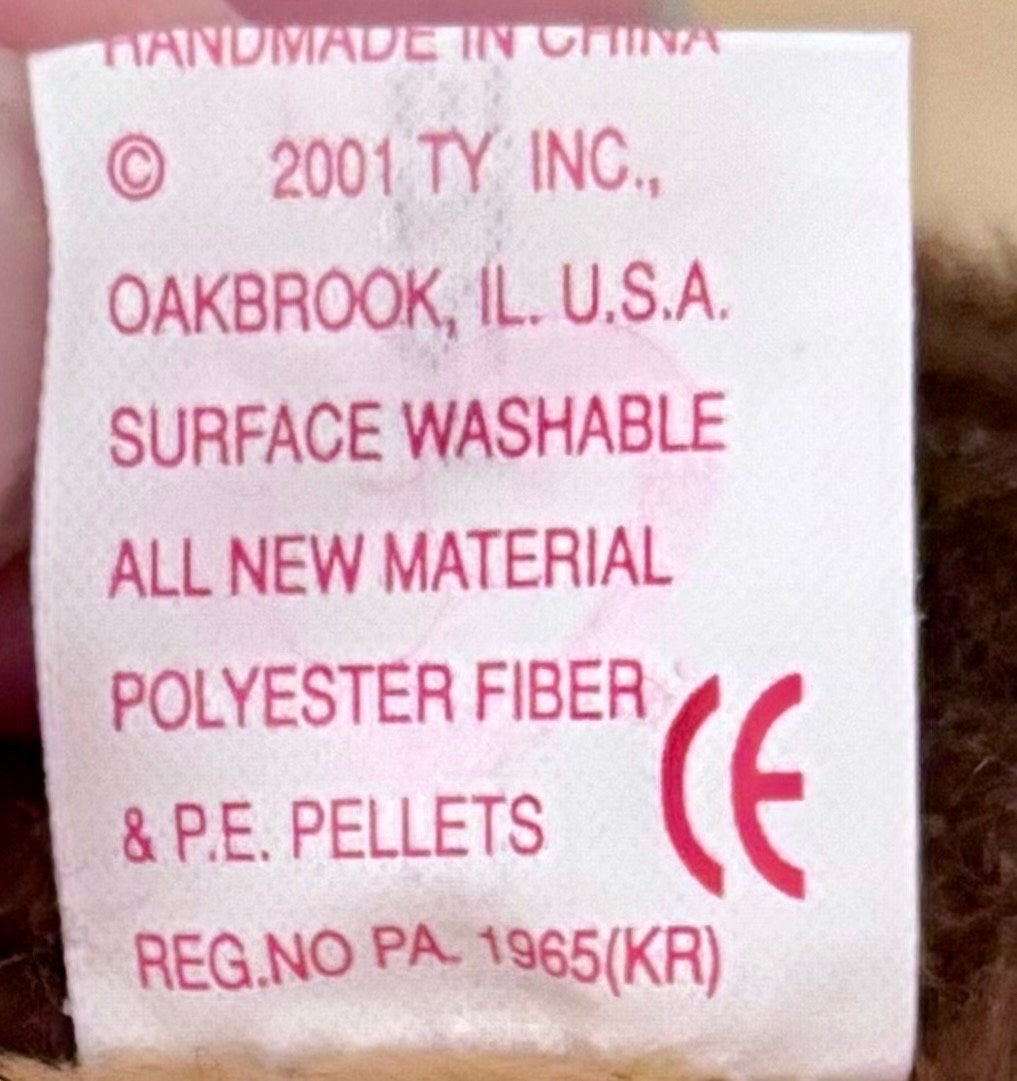 HANDMADE IN CHINA
© 2001 TY INC.,
OAKBROOK, IL. U.S.A.
SURFACE WASHABLE
ALL NEW MATERIAL
POLYESTER FIBER
& P.E. PELLETS
CE
REG.NO PA. 1965(KR)